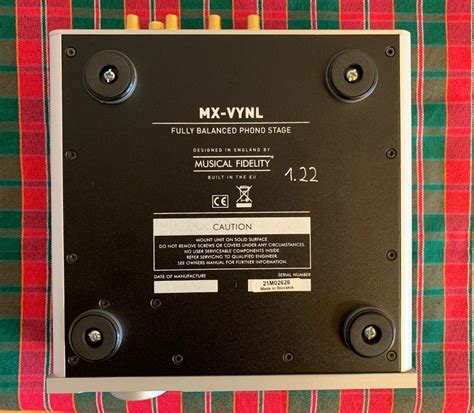 MX-VYNL
FULLY BALANCED PHONO STAGE
DESIGNED IN ENGLAND BY
MUSICAL FIDELITY
BUILT IN THE EU
1.22
CE
CAUTION
MOUNT UNIT ON SOLID SURFACE.
DO NOT REMOVE SCREWS OR COVERS UNDER ANY CIRCUMSTANCES.
NO USER SERVICEABLE COMPONENTS INSIDE.
REFER SERVICING TO QUALIFIED ENGINEER.
SEE OWNERS MANUAL FOR FURTHER INFORMATION.
DATE OF MANUFACTURE
SERIAL NUMBER
21M02626
Made in Slovakia